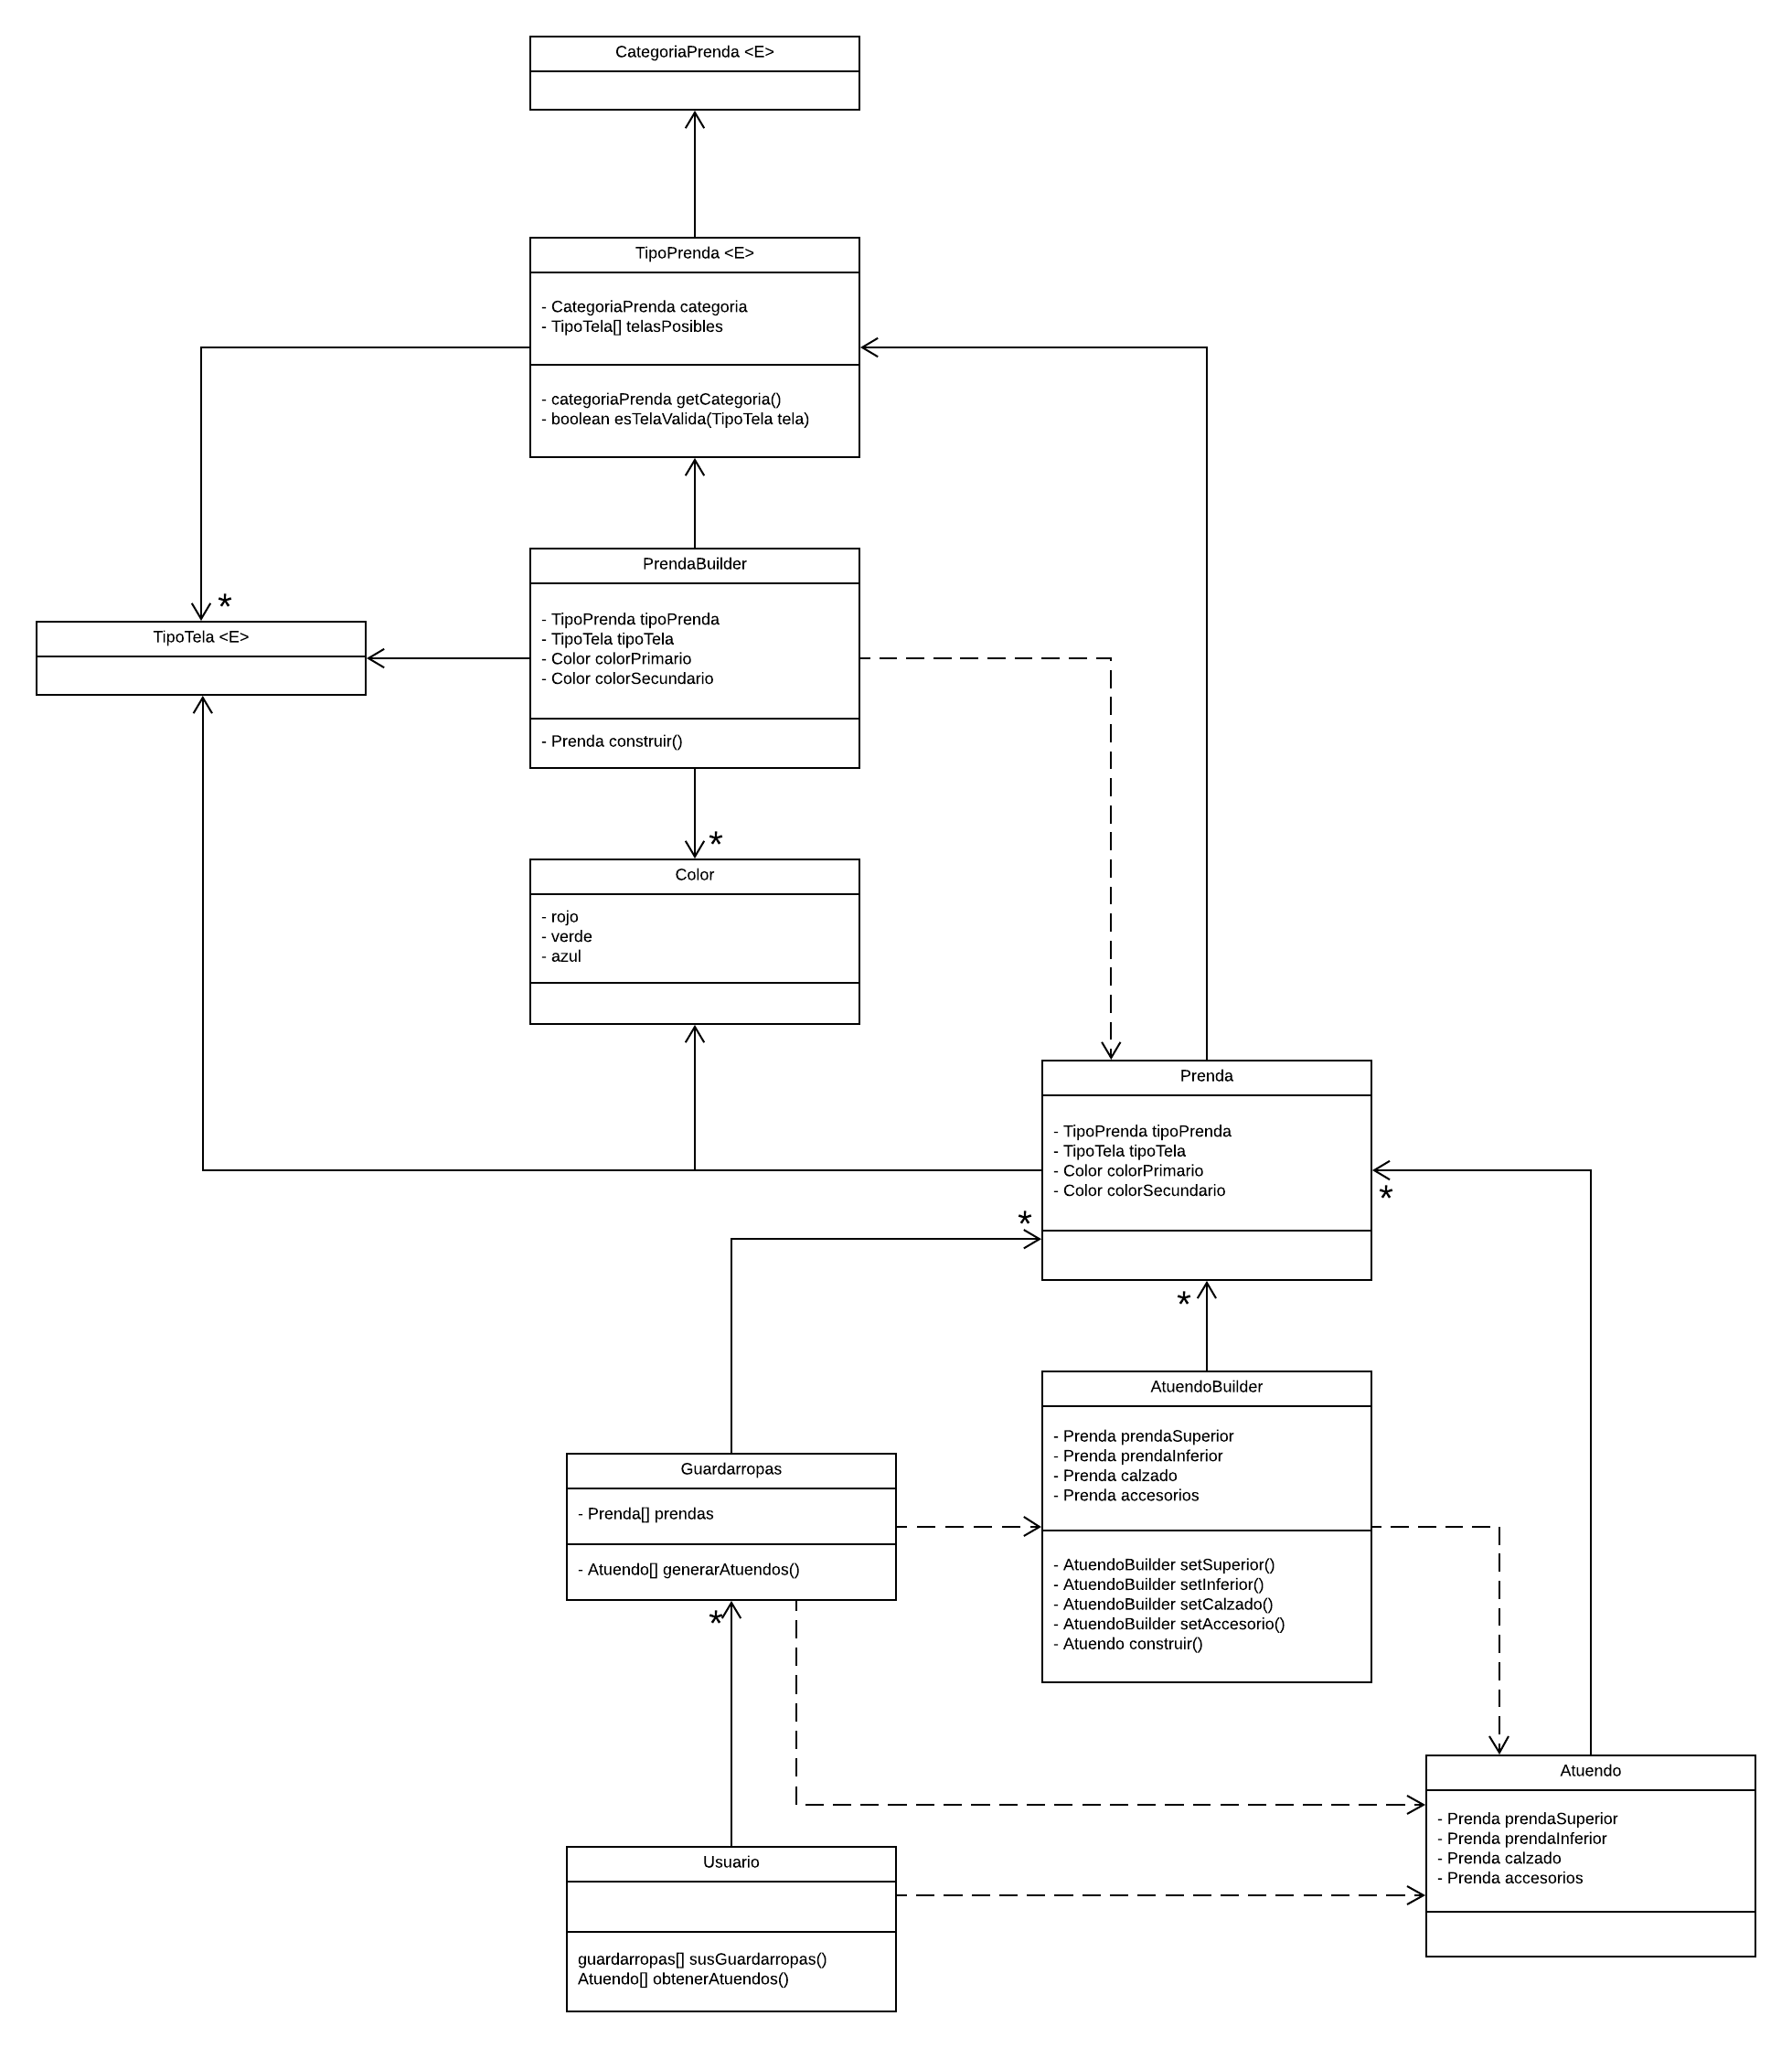 CategoriaPrenda <E>
TipoPrenda <E>
- CategoriaPrenda categoria
- TipoTela[] telasPosibles
- categoriaPrenda getCategoria()
- boolean esTelaValida(TipoTela tela)
PrendaBuilder
- TipoPrenda tipoPrenda
- TipoTela tipoTela
- Color colorPrimario
- Color colorSecundario
- Prenda construir()
*
TipoTela <E>
*
Color
- rojo
- verde
- azul
Prenda
- TipoPrenda tipoPrenda
- TipoTela tipoTela
- Color colorPrimario
- Color colorSecundario
*
*
*
AtuendoBuilder
- Prenda prendaSuperior
- Prenda prendaInferior
- Prenda calzado
- Prenda accesorios
- AtuendoBuilder setSuperior()
- AtuendoBuilder setInferior()
- AtuendoBuilder setCalzado()
- AtuendoBuilder setAccesorio()
- Atuendo construir()
Guardarropas
- Prenda[] prendas
- Atuendo[] generarAtuendos()
*
Atuendo
- Prenda prendaSuperior
- Prenda prendaInferior
- Prenda calzado
- Prenda accesorios
Usuario
guardarropas[] susGuardarropas()
Atuendo[] obtenerAtuendos()